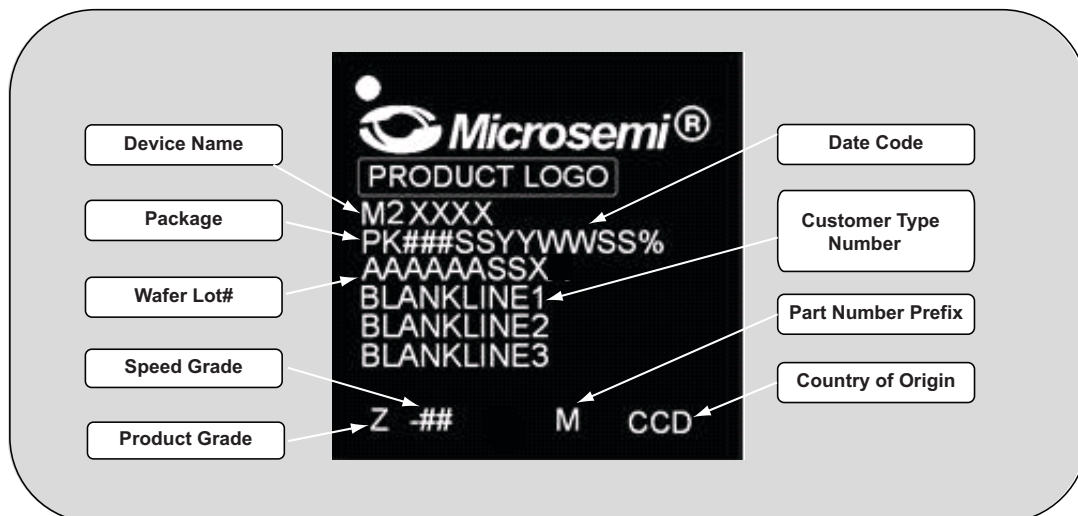 Microsemi®
PRODUCT LOGO
M2XXXX
PK###SSYYWWSS%
AAAAAASSX
BLANKLINE1
BLANKLINE2
BLANKLINE3
Z -## M CCD
Device Name
Package
Wafer Lot#
Speed Grade
Product Grade
Date Code
Customer Type
Number
Part Number Prefix
Country of Origin